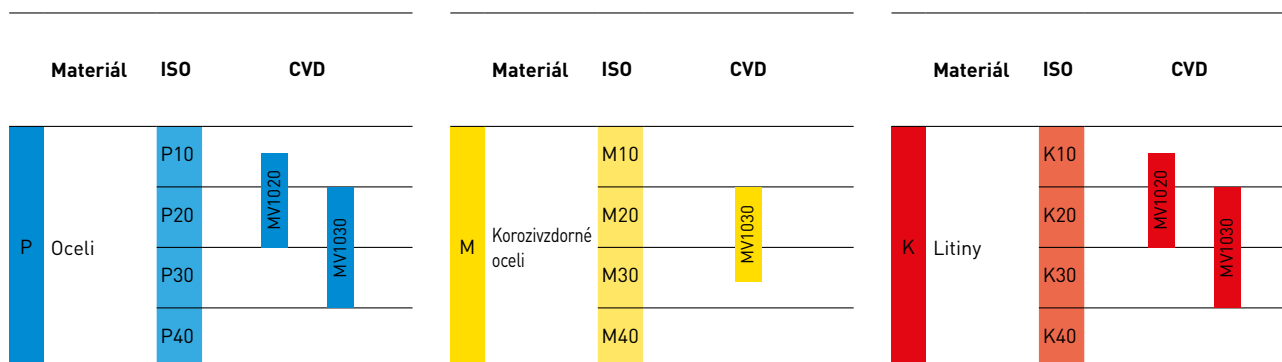 Materiál ISO CVD
P Oceli
P10
P20
P30
P40
MV1020
MV1030
Materiál ISO CVD
M Korozivzdorné
oceli
M10
M20
M30
M40
MV1030
Materiál ISO CVD
K Litiny
K10
K20
K30
K40
MV1020
MV1030